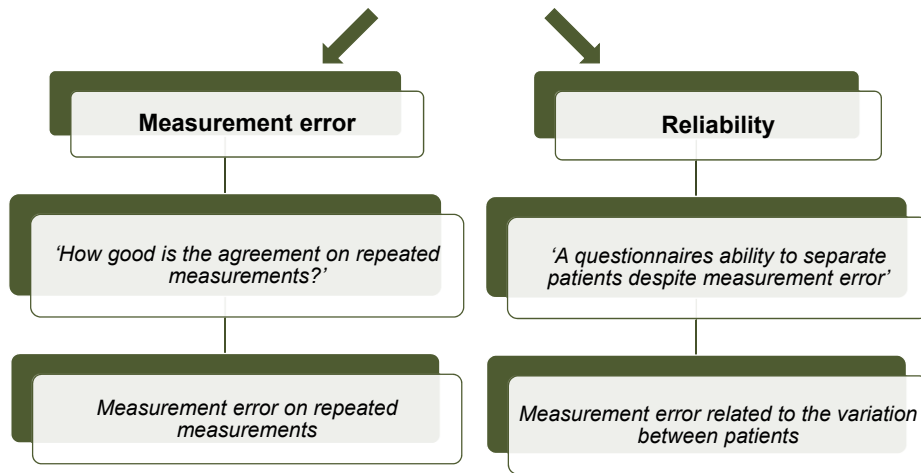 Measurement error
‘How good is the agreement on repeated
measurements?’
Measurement error on repeated
measurements
Reliability
‘A questionnaires ability to separate
patients despite measurement error’
Measurement error related to the variation
between patients